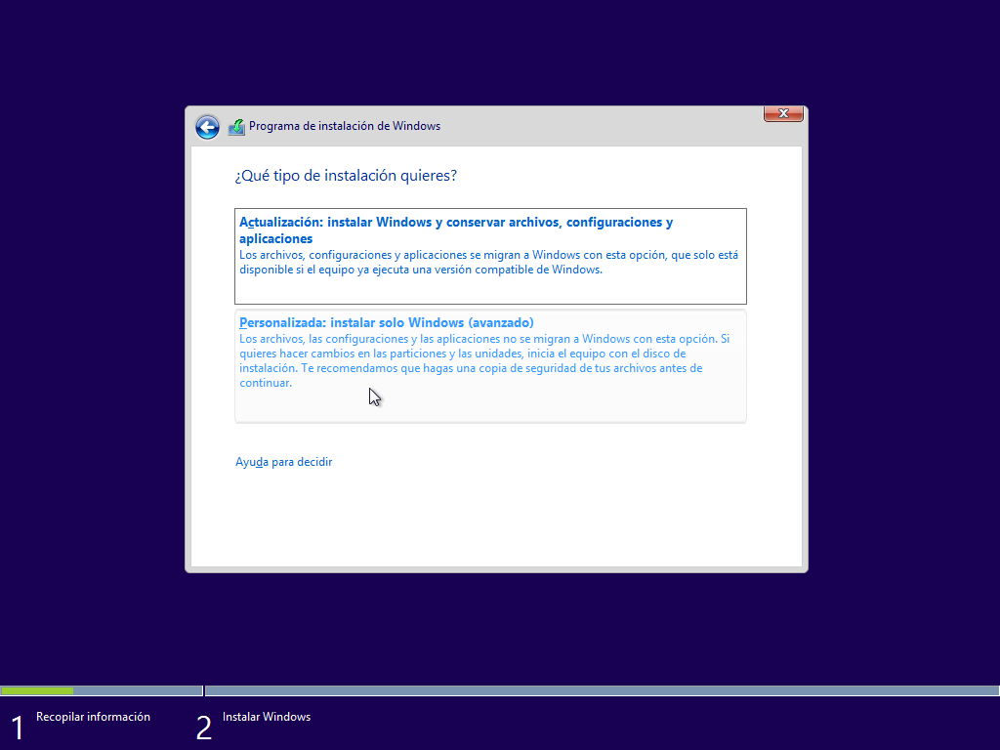 Programa de instalación de Windows
¿Qué tipo de instalación quieres?
Actualización: instalar Windows y conservar archivos, configuraciones y
aplicaciones
Los archivos, configuraciones y aplicaciones se migran a Windows con esta opción, que solo está
disponible si el equipo ya ejecuta una versión compatible de Windows.
Personalizada: instalar solo Windows (avanzado)
Los archivos, las configuraciones y las aplicaciones no se migran a Windows con esta opción. Si
quieres hacer cambios en las particiones y las unidades, inicia el equipo con el disco de
instalación. Te recomendamos que hagas una copia de seguridad de tus archivos antes de
continuar.
Ayuda para decidir
1 Recopilar información
2 Instalar Windows